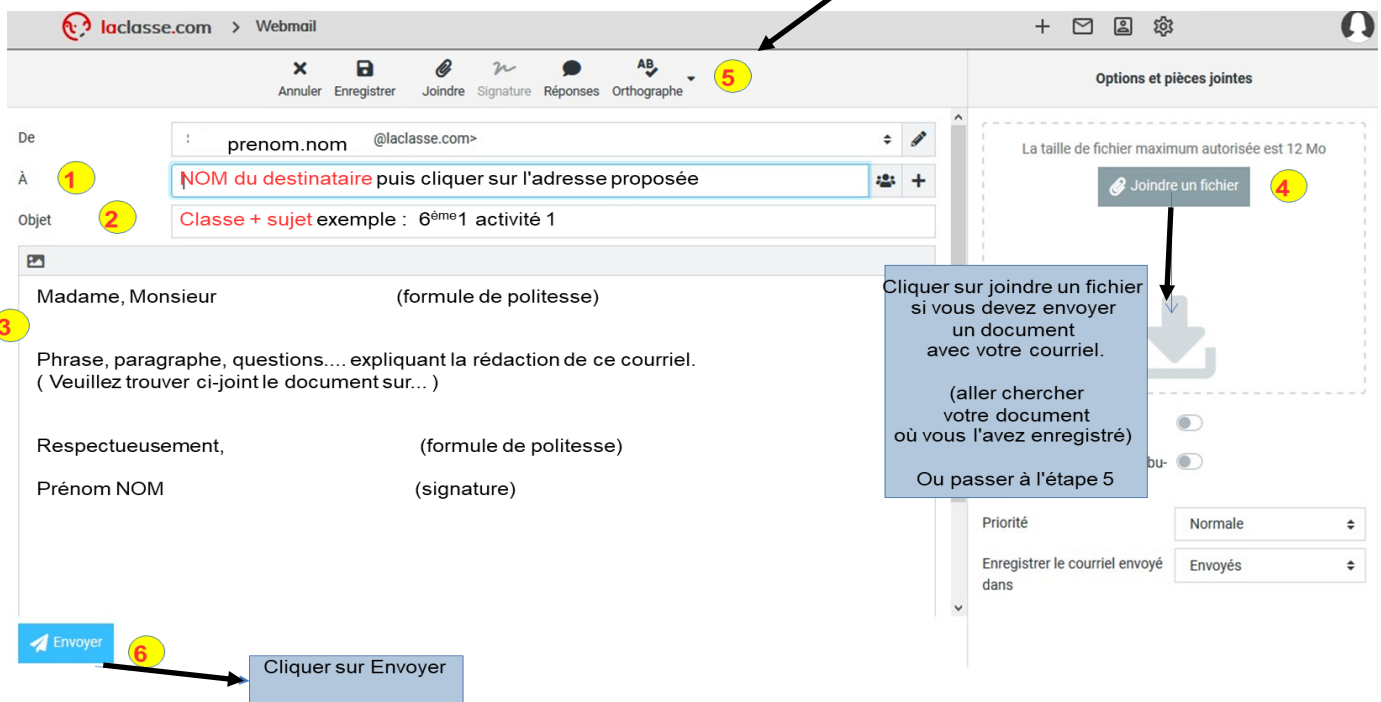 laclasse.com > Webmail
Annuler Enregistrer Joindre Signature Réponses Orthographe 5
Options et pièces jointes
De
prenom.nom @laclasse.com>
À 1 NOM du destinataire puis cliquer sur l'adresse proposée
Objet 2 Classe + sujet exemple : 6ème1 activité 1
La taille de fichier maximum autorisée est 12 Mo
Joindre un fichier 4
3
Madame, Monsieur (formule de politesse)
Phrase, paragraphe, questions.... expliquant la rédaction de ce courriel.
( Veuillez trouver ci-joint le document sur... )
Respectueusement, (formule de politesse)
Prénom NOM (signature)
Cliquer sur joindre un fichier
si vous devez envoyer
un document
avec votre courriel.
(aller chercher
votre document
où vous l'avez enregistré)
Ou passer à l'étape 5
bu-
Priorité Normale
Enregistrer le courriel envoyé
dans
Envoyés
Envoyer 6
Cliquer sur Envoyer